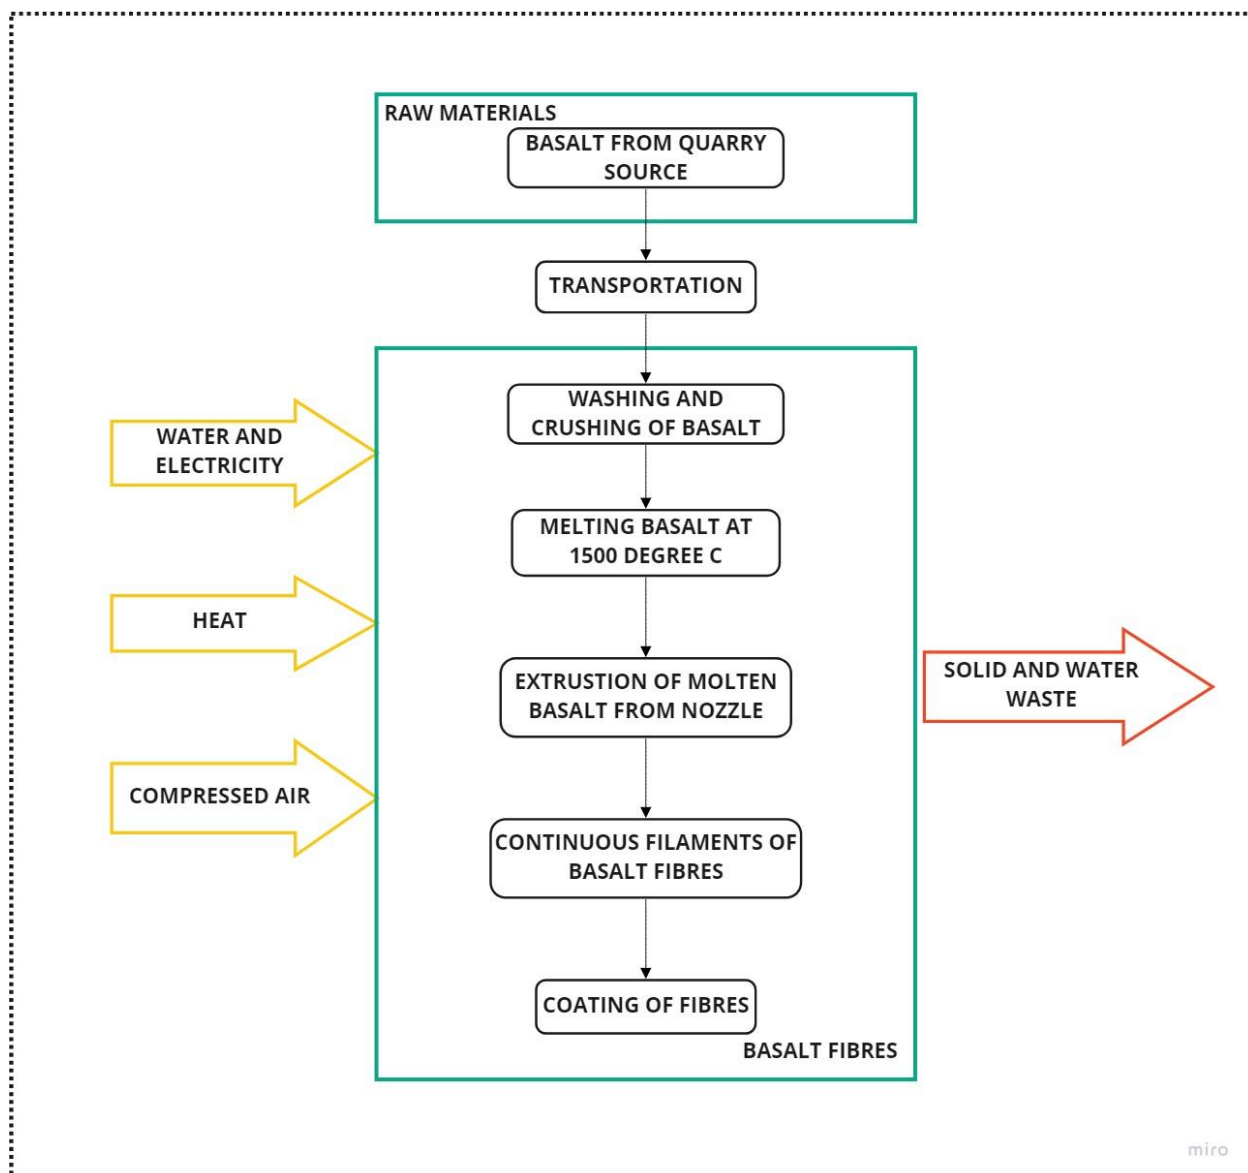 RAW MATERIALS
BASALT FROM QUARRY
SOURCE
TRANSPORTATION
WASHING AND
CRUSHING OF BASALT
WATER AND
ELECTRICITY
MELTING BASALT AT
1500 DEGREE C
HEAT
EXTRUSTION OF MOLTEN
BASALT FROM NOZZLE
SOLID AND WATER
WASTE
COMPRESSED AIR
CONTINUOUS FILAMENTS OF
BASALT FIBRES
COATING OF FIBRES
BASALT FIBRES
miro